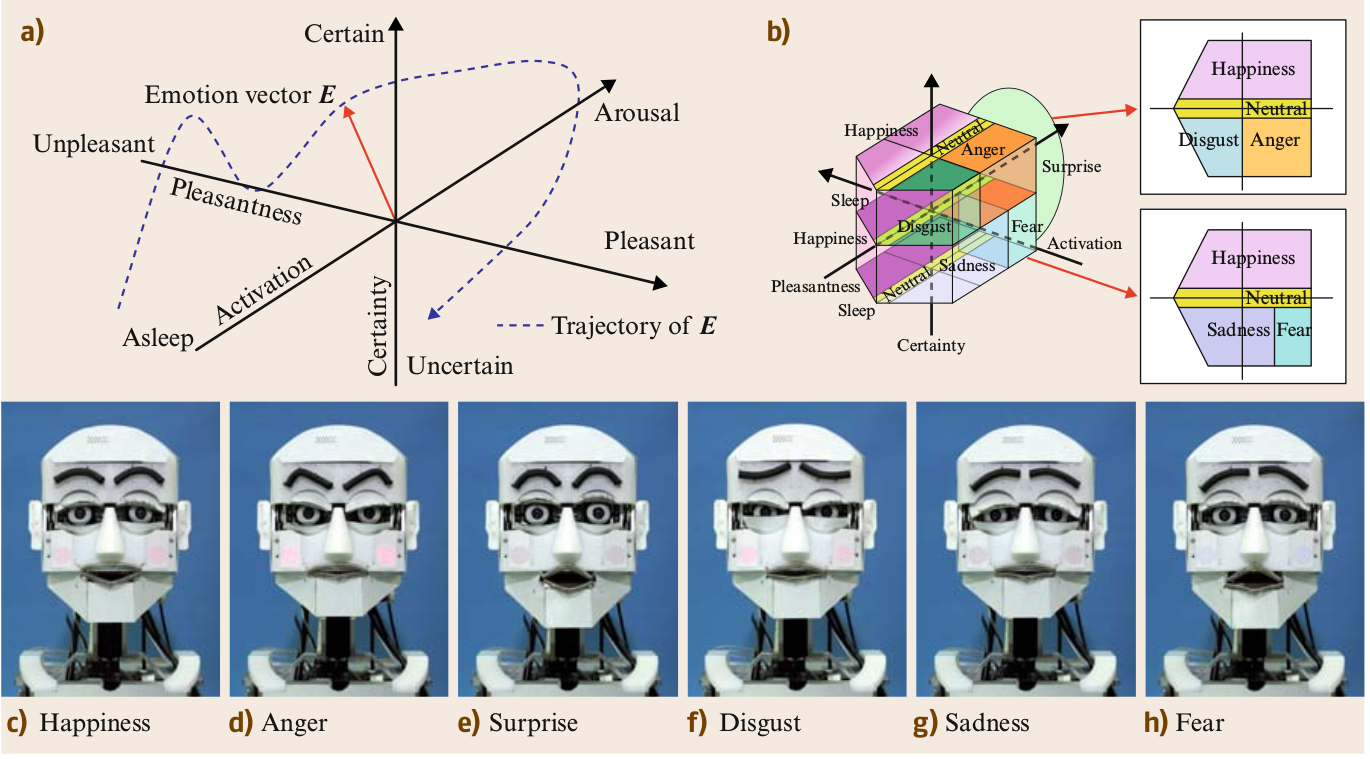 a)
Certain
Emotion vector E
Arousal
Unpleasant
Pleasantness
Pleasant
Activation
Certainty
Asleep
Uncertain
Trajectory of E
b)
Happiness
Neutral
Anger
Surprise
Sleep
Disgust
Fear
Happiness
Activation
Sadness
Pleasantness
Neutral
Sleep
Certainty
Happiness
Neutral
Disgust Anger
Happiness
Neutral
Sadness Fear
c) Happiness
d) Anger
e) Surprise
f) Disgust
g) Sadness
h) Fear